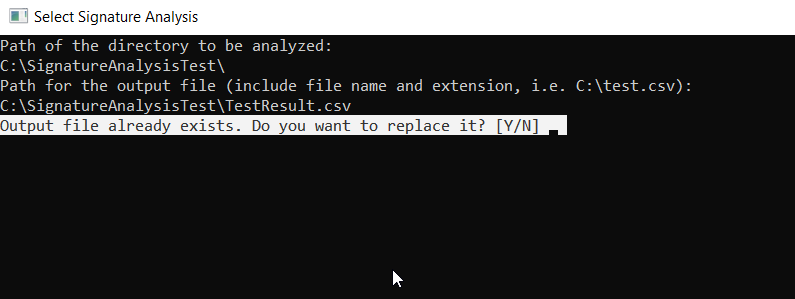 Select Signature Analysis
Path of the directory to be analyzed:
C:\SignatureAnalysisTest\
Path for the output file (include file name and extension, i.e. C:\test.csv):
C:\SignatureAnalysisTest\TestResult.csv
Output file already exists. Do you want to replace it? [Y/N] _